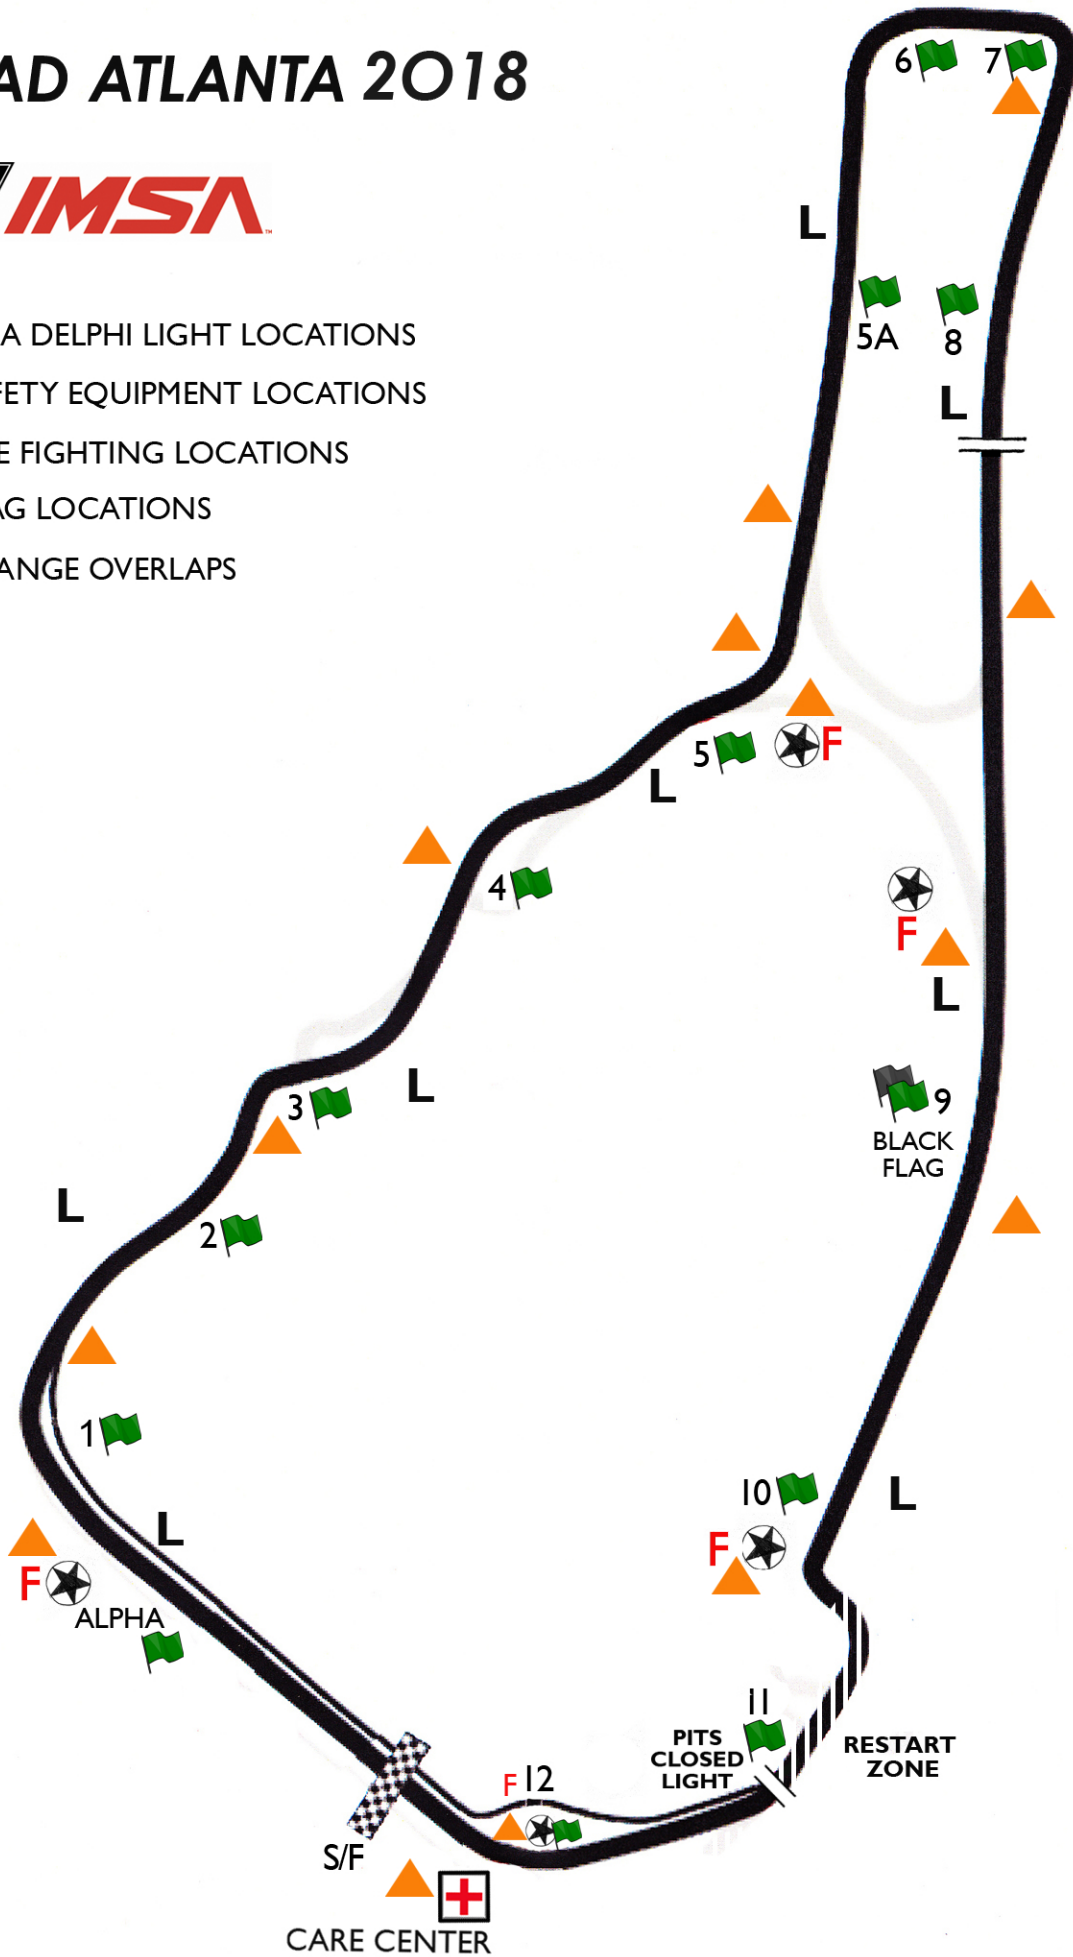 AD ATLANTA 2018
IMSA
A DELPHI LIGHT LOCATIONS
FETY EQUIPMENT LOCATIONS
E FIGHTING LOCATIONS
AG LOCATIONS
ANGE OVERLAPS
6
7
L
5A
8
L
5
F
L
4
F
L
9
BLACK
FLAG
3
L
L
2
1
L
F
ALPHA
10
L
F
11
PITS
CLOSED
LIGHT
RESTART
ZONE
F 12
S/F
CARE CENTER